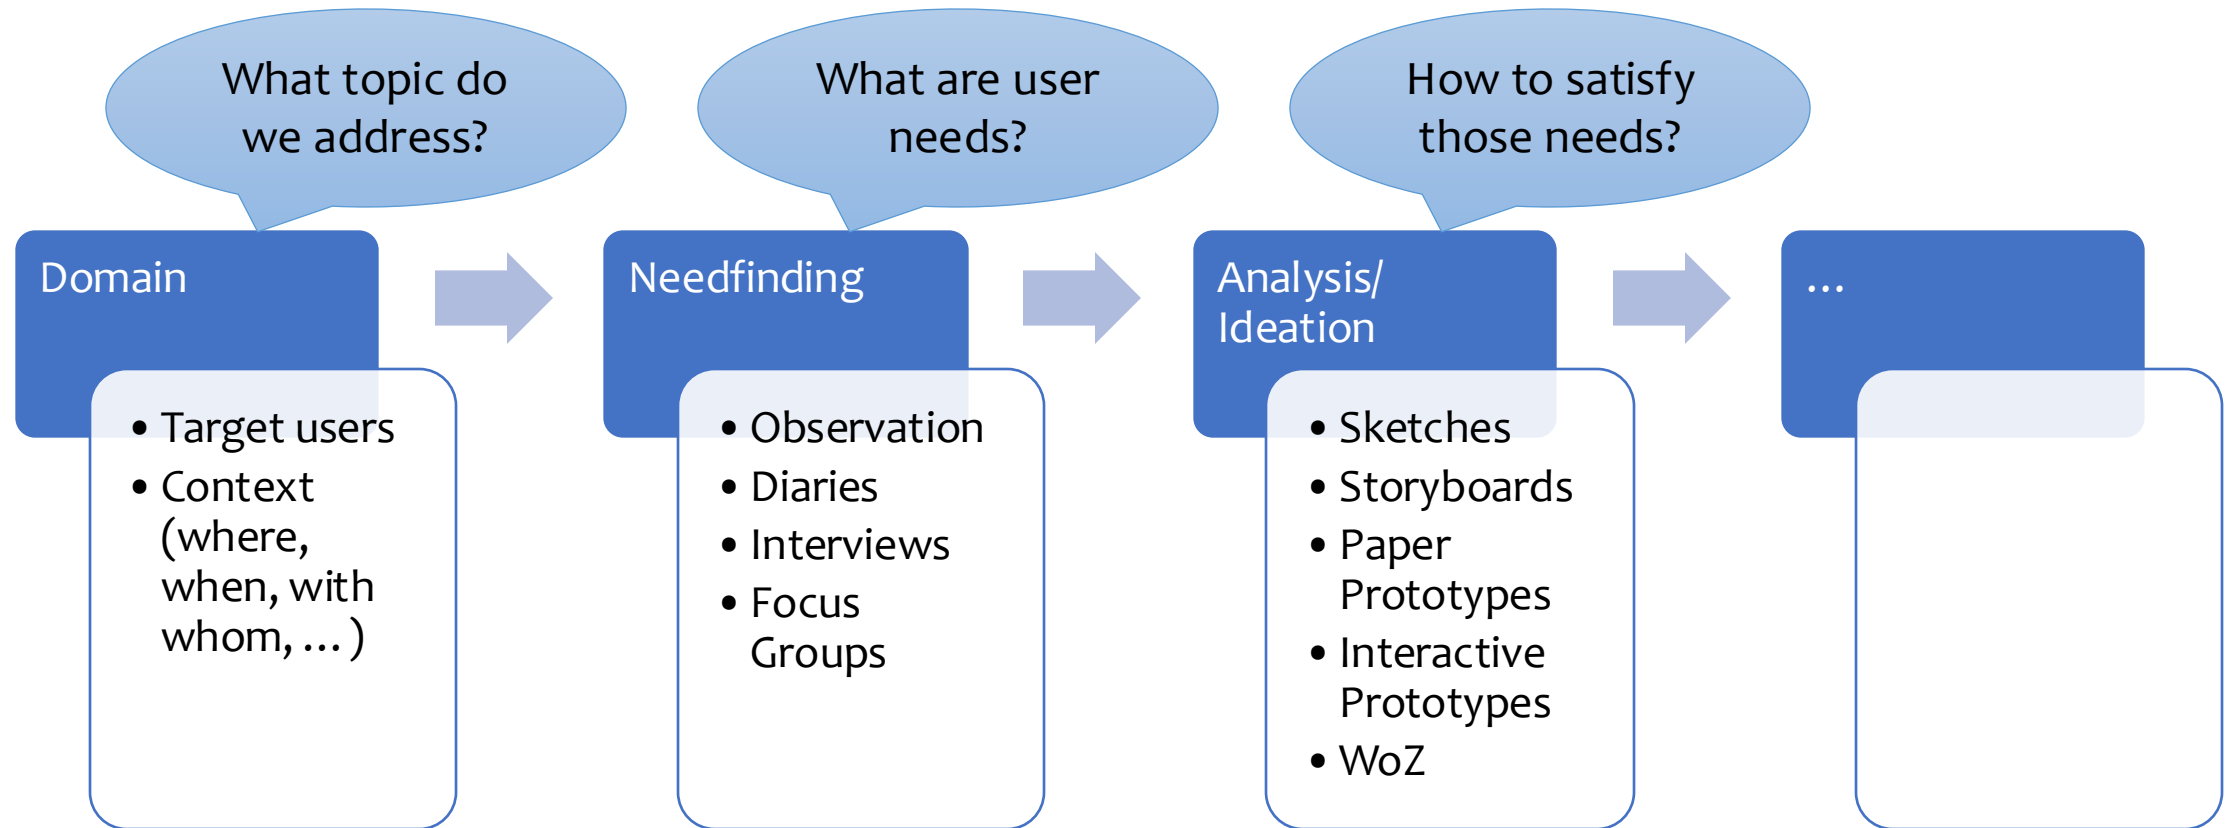 What topic do
we address?
What are user
needs?
How to satisfy
those needs?
Domain
• Target users
• Context
(where,
when, with
whom, … )
Needfinding
• Observation
• Diaries
• Interviews
• Focus
Groups
Analysis/
Ideation
• Sketches
• Storyboards
• Paper
Prototypes
• Interactive
Prototypes
• WoZ
…